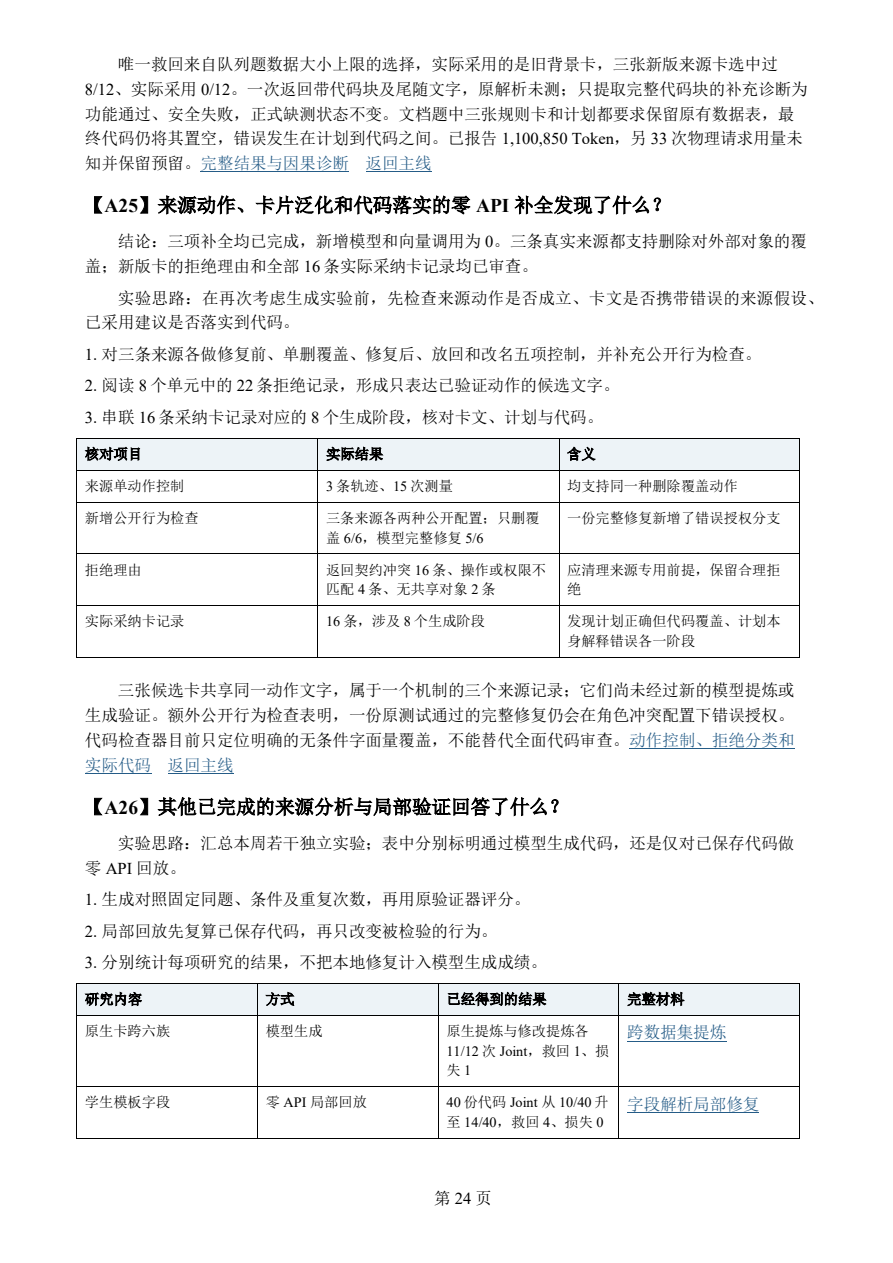 唯一救回来自队列题数据大小上限的选择，实际采用的是旧背景卡，三张新版来源卡选中过
8/12、实际采用 0/12。一次返回带代码块及尾随文字，原解析未测；只提取完整代码块的补充诊断为
功能通过、安全失败，正式缺测状态不变。文档题中三张规则卡和计划都要求保留原有数据表，最
终代码仍将其置空，错误发生在计划到代码之间。已报告 1,100,850 Token，另 33 次物理请求用量未
知并保留预留。完整结果与因果诊断 返回主线
【A25】来源动作、卡片泛化和代码落实的零 API 补全发现了什么？
结论：三项补全均已完成，新增模型和向量调用为 0。三条真实来源都支持删除对外部对象的覆
盖；新版卡的拒绝理由和全部 16 条实际采纳卡记录均已审查。
实验思路：在再次考虑生成实验前，先检查来源动作是否成立、卡文是否携带错误的来源假设、
已采用建议是否落实到代码。
1. 对三条来源各做修复前、单删覆盖、修复后、放回和改名五项控制，并补充公开行为检查。
2. 阅读 8 个单元中的 22 条拒绝记录，形成只表达已验证动作的候选文字。
3. 串联 16 条采纳卡记录对应的 8 个生成阶段，核对卡文、计划与代码。
核对项目 实际结果 含义
来源单动作控制 3 条轨迹、15 次测量 均支持同一种删除覆盖动作
新增公开行为检查 三条来源各两种公开配置：只删覆 一份完整修复新增了错误授权分支
盖 6/6，模型完整修复 5/6
拒绝理由 返回契约冲突 16 条、操作或权限不 应清理来源专用前提，保留合理拒
匹配 4 条、无共享对象 2 条 绝
实际采纳卡记录 16 条，涉及 8 个生成阶段 发现计划正确但代码覆盖、计划本
身解释错误各一阶段
三张候选卡共享同一动作文字，属于一个机制的三个来源记录；它们尚未经过新的模型提炼或
生成验证。额外公开行为检查表明，一份原测试通过的完整修复仍会在角色冲突配置下错误授权。
代码检查器目前只定位明确的无条件字面量覆盖，不能替代全面代码审查。动作控制、拒绝分类和
实际代码 返回主线
【A26】其他已完成的来源分析与局部验证回答了什么？
实验思路：汇总本周若干独立实验；表中分别标明通过模型生成代码，还是仅对已保存代码做
零 API 回放。
1. 生成对照固定同题、条件及重复次数，再用原验证器评分。
2. 局部回放先复算已保存代码，再只改变被检验的行为。
3. 分别统计每项研究的结果，不把本地修复计入模型生成成绩。
研究内容 方式 已经得到的结果 完整材料
原生卡跨六族 模型生成 原生提炼与修改提炼各 跨数据集提炼
11/12 次 Joint，救回 1、损
失 1
学生模板字段 零 API 局部回放 40 份代码 Joint 从 10/40 升 字段解析局部修复
至 14/40，救回 4、损失 0
第 24 页